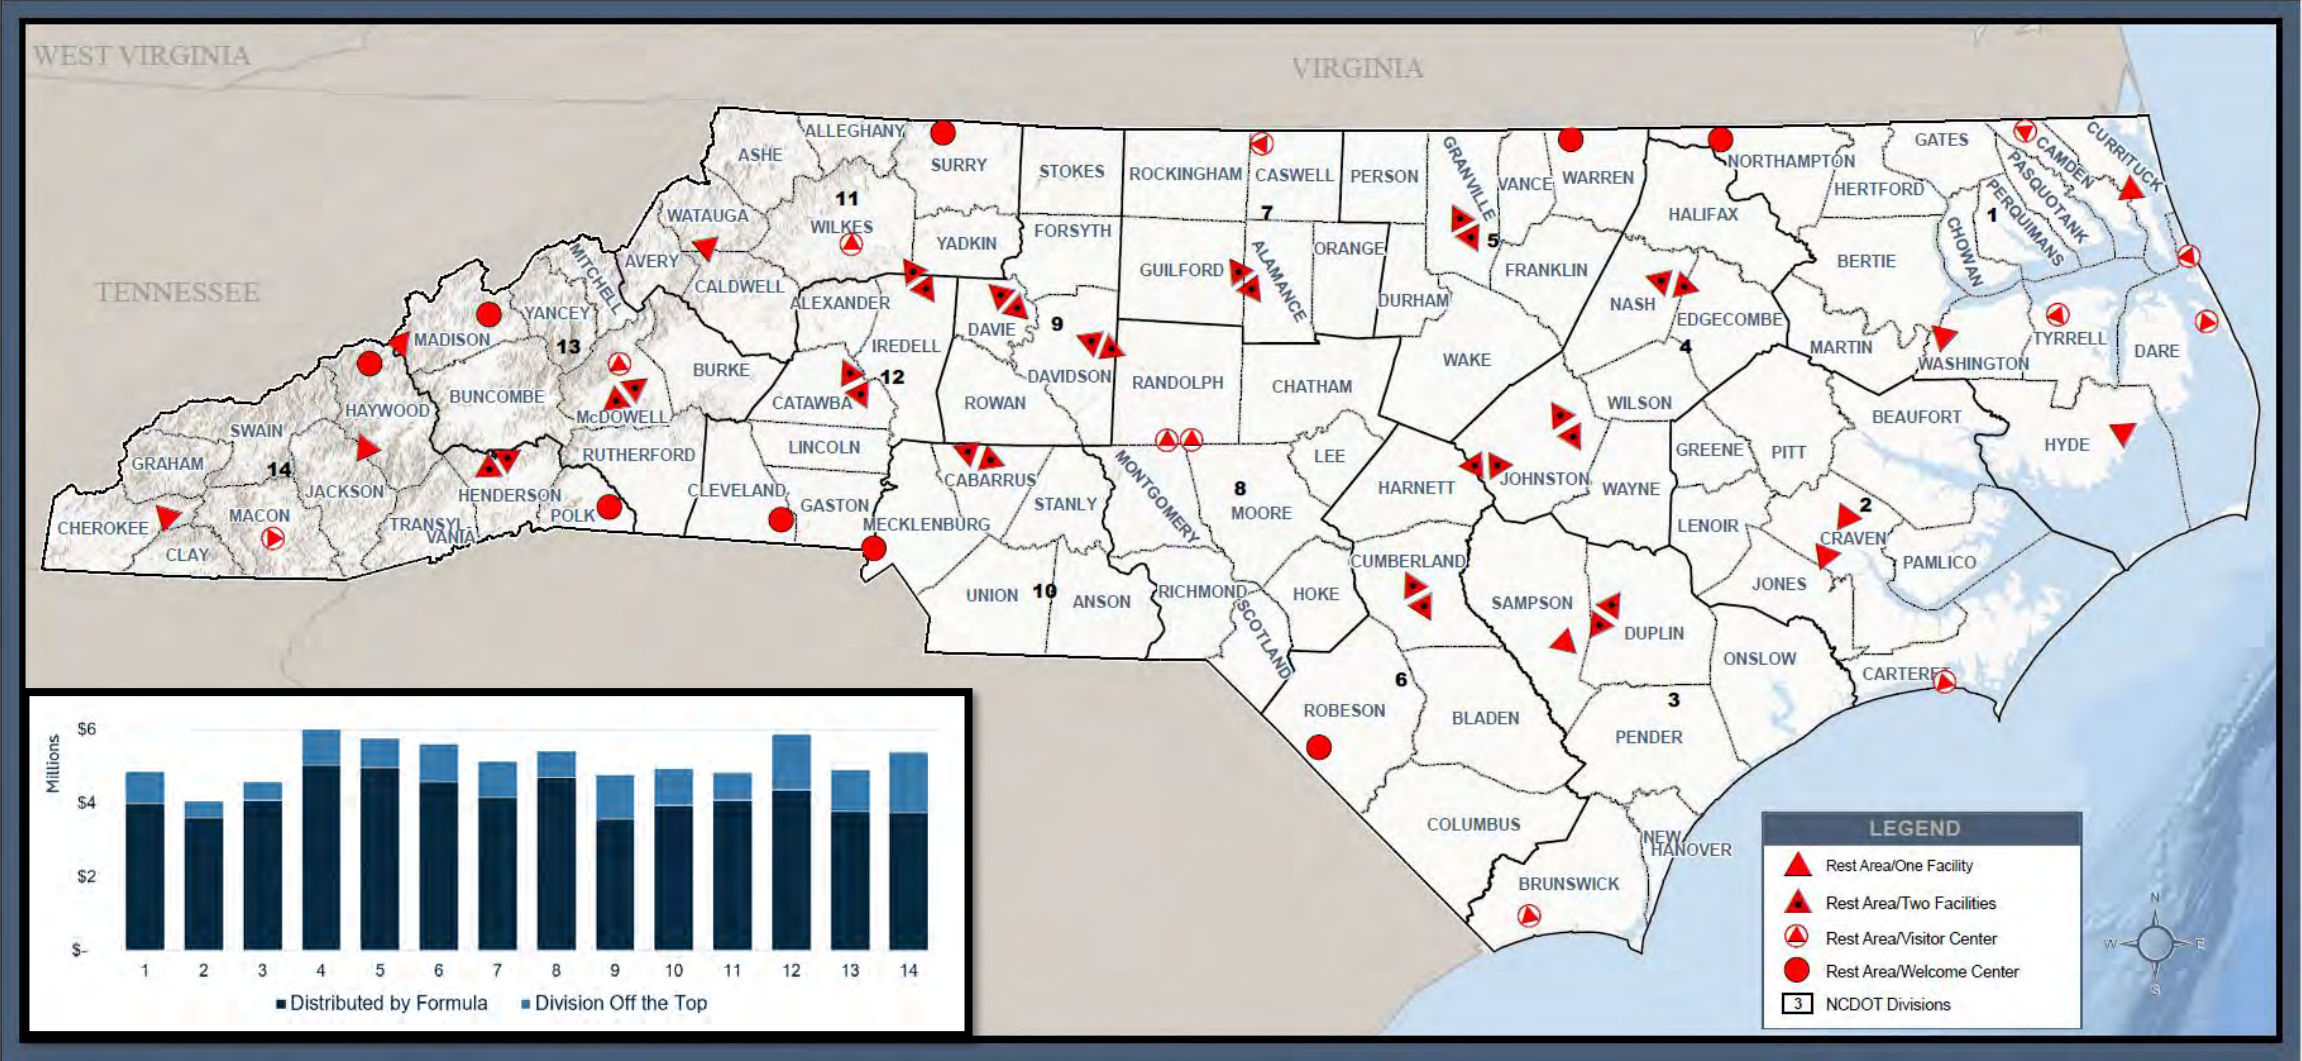 WEST VIRGINIA
VIRGINIA
TENNESSEE
ALLEGHANY
ASHE
SURRY
STOKES
ROCKINGHAM
CASWELL
PERSON
GRANVILLE
VANCE
WARREN
NORTHAMPTON
GATES
CAMDEN
CURRITUCK
HERTFORD
PASQUOTANK
PERQUIMANS
CHOWAN
1
11
WATAUGA
WILKES
YADKIN
FORSYTH
7
HALIFAX
5
MITCHELL
AVERY
CALDWELL
ALEXANDER
GUILFORD
ALAMANCE
ORANGE
DURHAM
FRANKLIN
BERTIE
NASH
EDGECOMBE
YANCEY
MADISON
13
DAVIE
9
IREDELL
4
MARTIN
WASHINGTON
TYRRELL
DARE
BURKE
12
DAVIDSON
RANDOLPH
CHATHAM
WAKE
BUNCOMBE
HAYWOOD
McDOWELL
CATAWBA
ROWAN
WILSON
BEAUFORT
SWAIN
GRAHAM
14
RUTHERFORD
LINCOLN
MONTGOMERY
LEE
GREENE
PITT
HYDE
JACKSON
HENDERSON
CLEVELAND
GASTON
CABARRUS
STANLY
8
MOORE
HARNETT
JOHNSTON
WAYNE
CHEROKEE
MACON
TRANSYL-
VANIA
POLK
MECKLENBURG
LENOIR
2
CRAVEN
CLAY
CUMBERLAND
PAMLICO
JONES
UNION
10
ANSON
RICHMOND
SCOTLAND
HOKE
SAMPSON
DUPLIN
ONSLOW
CARTERET
6
ROBESON
BLADEN
3
PENDER
COLUMBUS
NEW
HANOVER
BRUNSWICK
Millions
$6
$4
$2
$-
1 2 3 4 5 6 7 8 9 10 11 12 13 14
Distributed by Formula Division Off the Top
LEGEND
Rest Area/One Facility
Rest Area/Two Facilities
Rest Area/Visitor Center
Rest Area/Welcome Center
3 NCDOT Divisions
N
W E
S